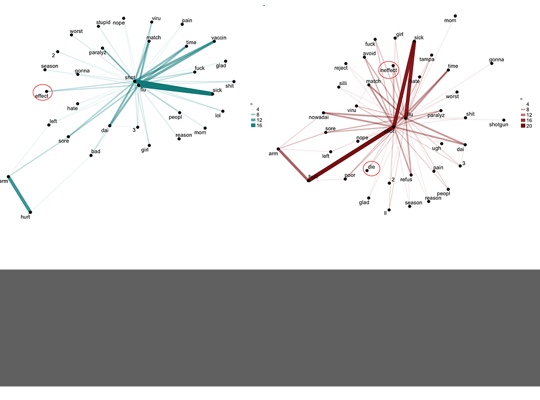 viru
stupid
nope
pain
worst
match
time
vaccin
2
paralyz
season
gonna
glad
fuck
shot
flu
shit
effect
sick
hate
lol
left
peopl
dai
3
mom
sore
reason
bad
girl
arm
hurt
n
4
8
12
16
mom
girl
fuck
sick
avoid
tampa
gonna
reject
ineffect
time
silli
match
hate
worst
viru
nowadai
flu
paralyz
shit
shotgun
sore
nope
ugh
dai
arm
left
die
3
poor
pain
refus
2
peopl
reason
glad
season
n
4
8
12
16
20